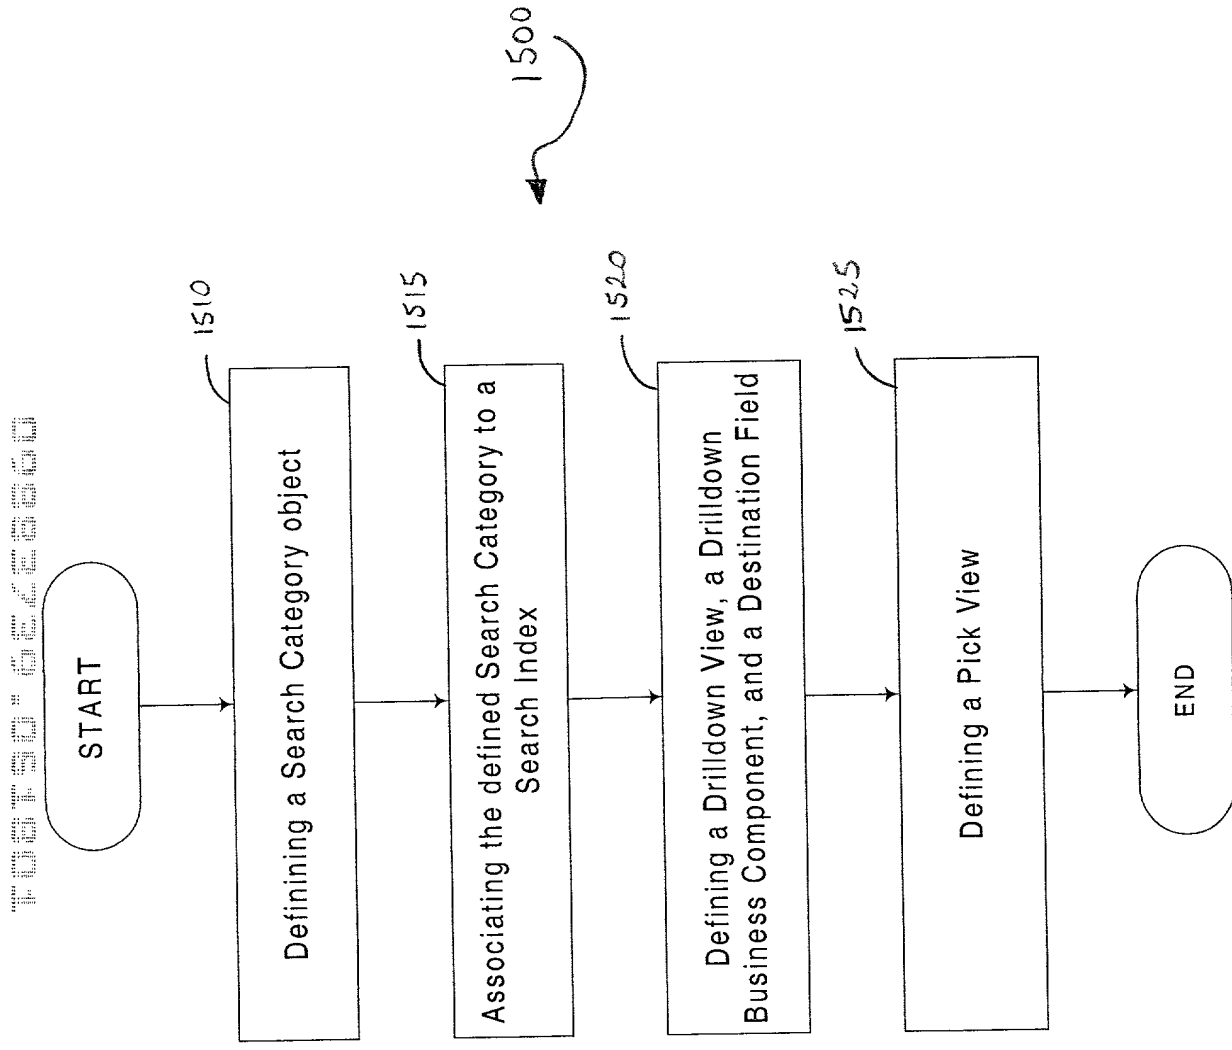 START
1510
Definining a Search Category object
1515
Associating the defined Search Category to a
Search Index
1520
Defining a Drilldown View, a Drilldown
Business Component, and a Destination Field
1525
Defining a Pick View
END
1500